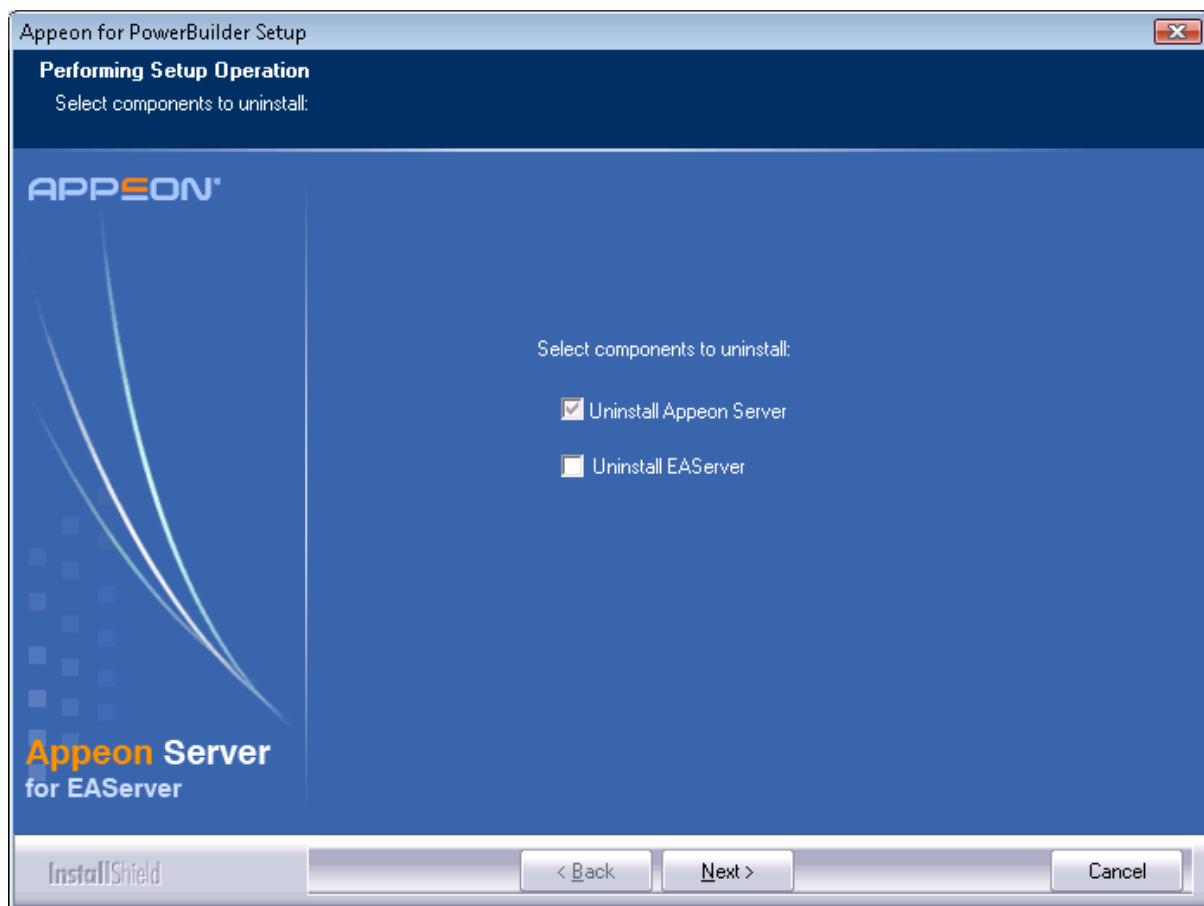 Appeon for PowerBuilder Setup
Performing Setup Operation
Select components to uninstall:
APPEON
Select components to uninstall:
Uninstall Appeon Server
Uninstall EAServer
Appeon Server
for EAServer
InstallShield
< Back
Next >
Cancel